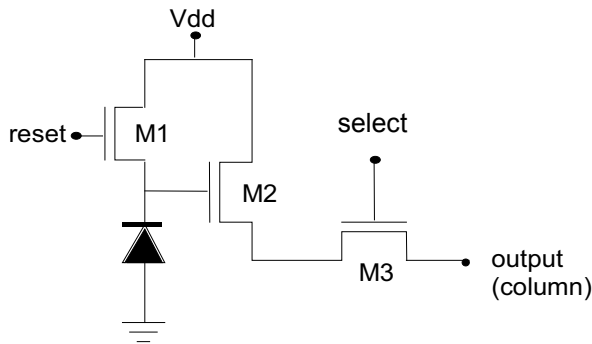 Vdd
reset
M1
select
M2
M3
output
(column)